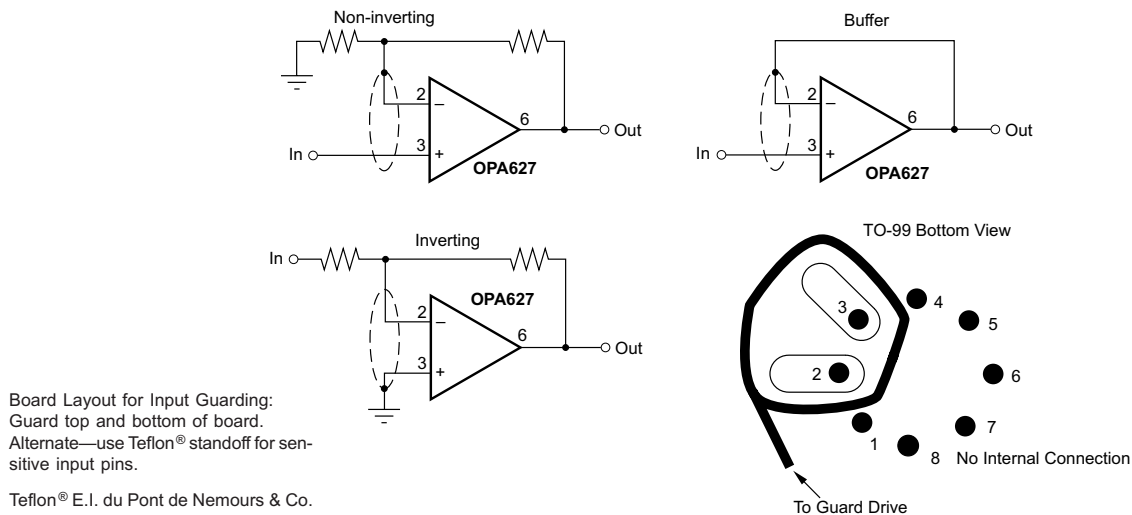 Non-inverting
2
–
3
+
6
In
Out
OPA627
Buffer
2
–
3
+
6
In
Out
OPA627
Inverting
In
OPA627
2
–
3
+
6
Out
TO-99 Bottom View
3
2
4
5
6
7
1
8 No Internal Connection
To Guard Drive
Board Layout for Input Guarding:
Guard top and bottom of board.
Alternate—use Teflon® standoff for sen-
sitive input pins.
Teflon® E.I. du Pont de Nemours & Co.